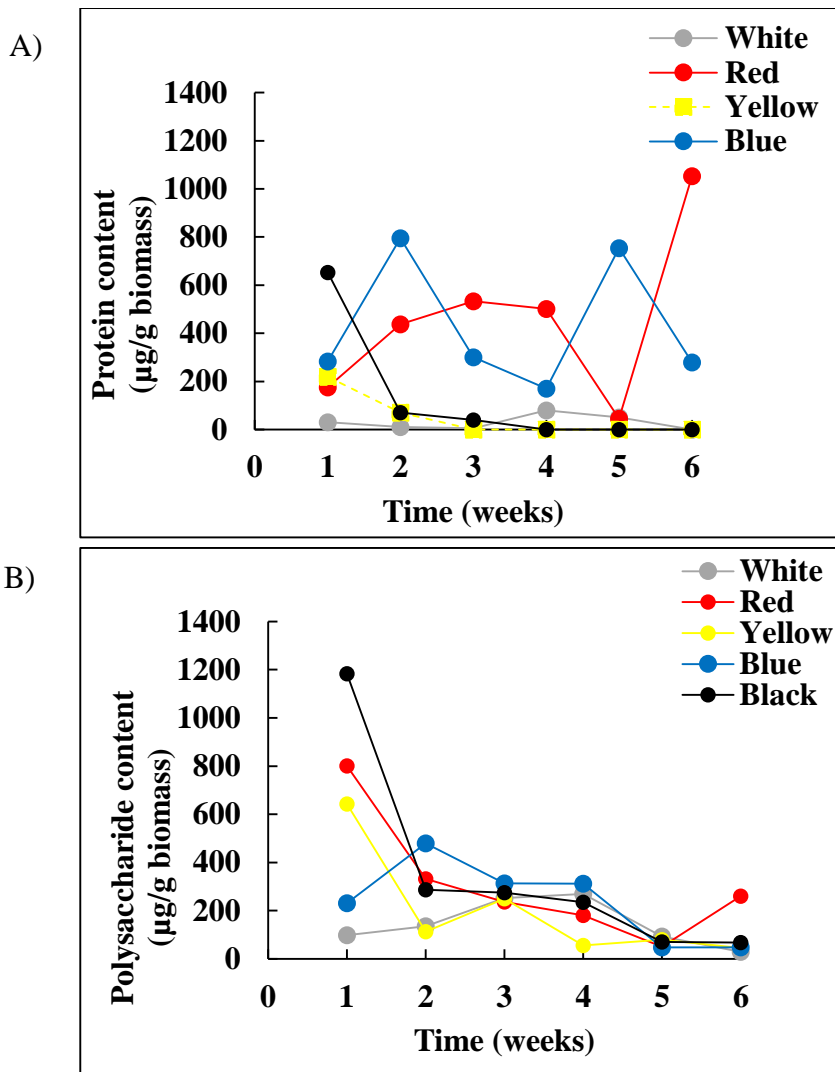 A)
White
Red
Yellow
Blue
1400
1200
1000
800
600
400
200
0
Protein content
(µg/g biomass)
0 1 2 3 4 5 6
Time (weeks)
B)
White
Red
Yellow
Blue
Black
1400
1200
1000
800
600
400
200
0
Polysaccharide content
(µg/g biomass)
0 1 2 3 4 5 6
Time (weeks)